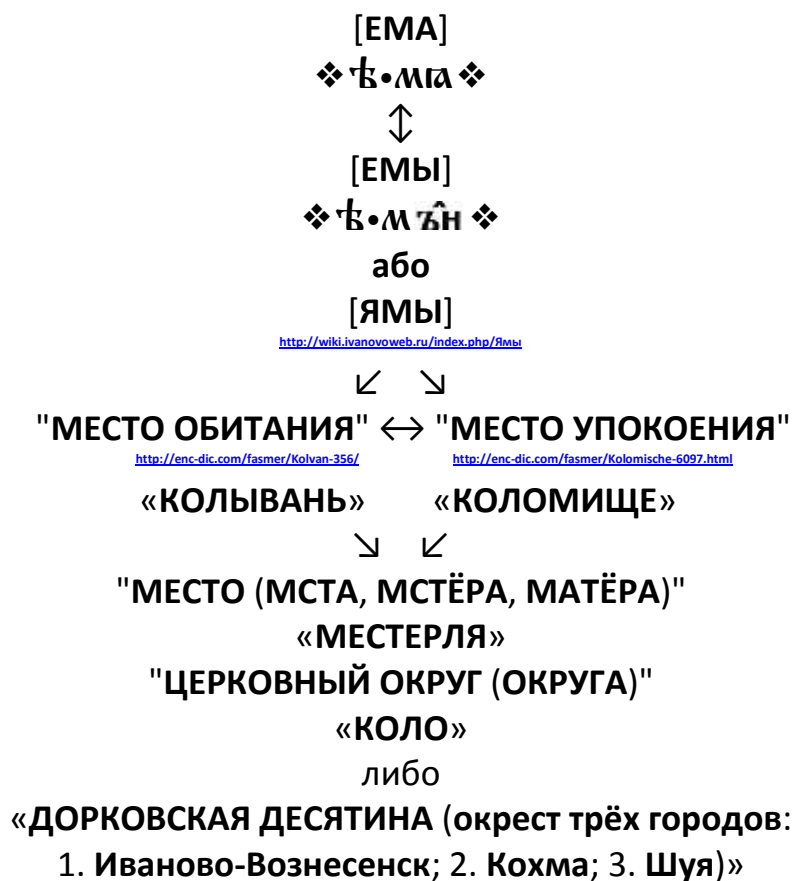 [ЕМА]
❖ѣ•мꙗ❖
↕
[ЕМЫ]
❖ѣ•м ❖
або
[ЯМЫ]
http://wiki.ivanovoweb.ru/index.php/Ямы
↙ ↘
"МЕСТО ОБИТАНИЯ" ↔ "МЕСТО УПОКОЕНИЯ"
http://enc-dic.com/fasmer/Kolvan-356/ http://enc-dic.com/fasmer/Kolomische-6097.html
«КОЛЫВАНЬ» «КОЛОМИЩЕ»
↘ ↙
"МЕСТО (МСТА, МСТЁРА, МАТЁРА)"
«МЕСТЕРЛЯ»
"ЦЕРКОВНЫЙ ОКРУГ (ОКРУГА)"
«КОЛО»
либо
«ДОРКОВСКАЯ ДЕСЯТИНА (окрест трёх городов:
1. Иваново-Вознесенск; 2. Кохма; 3. Шуя)»